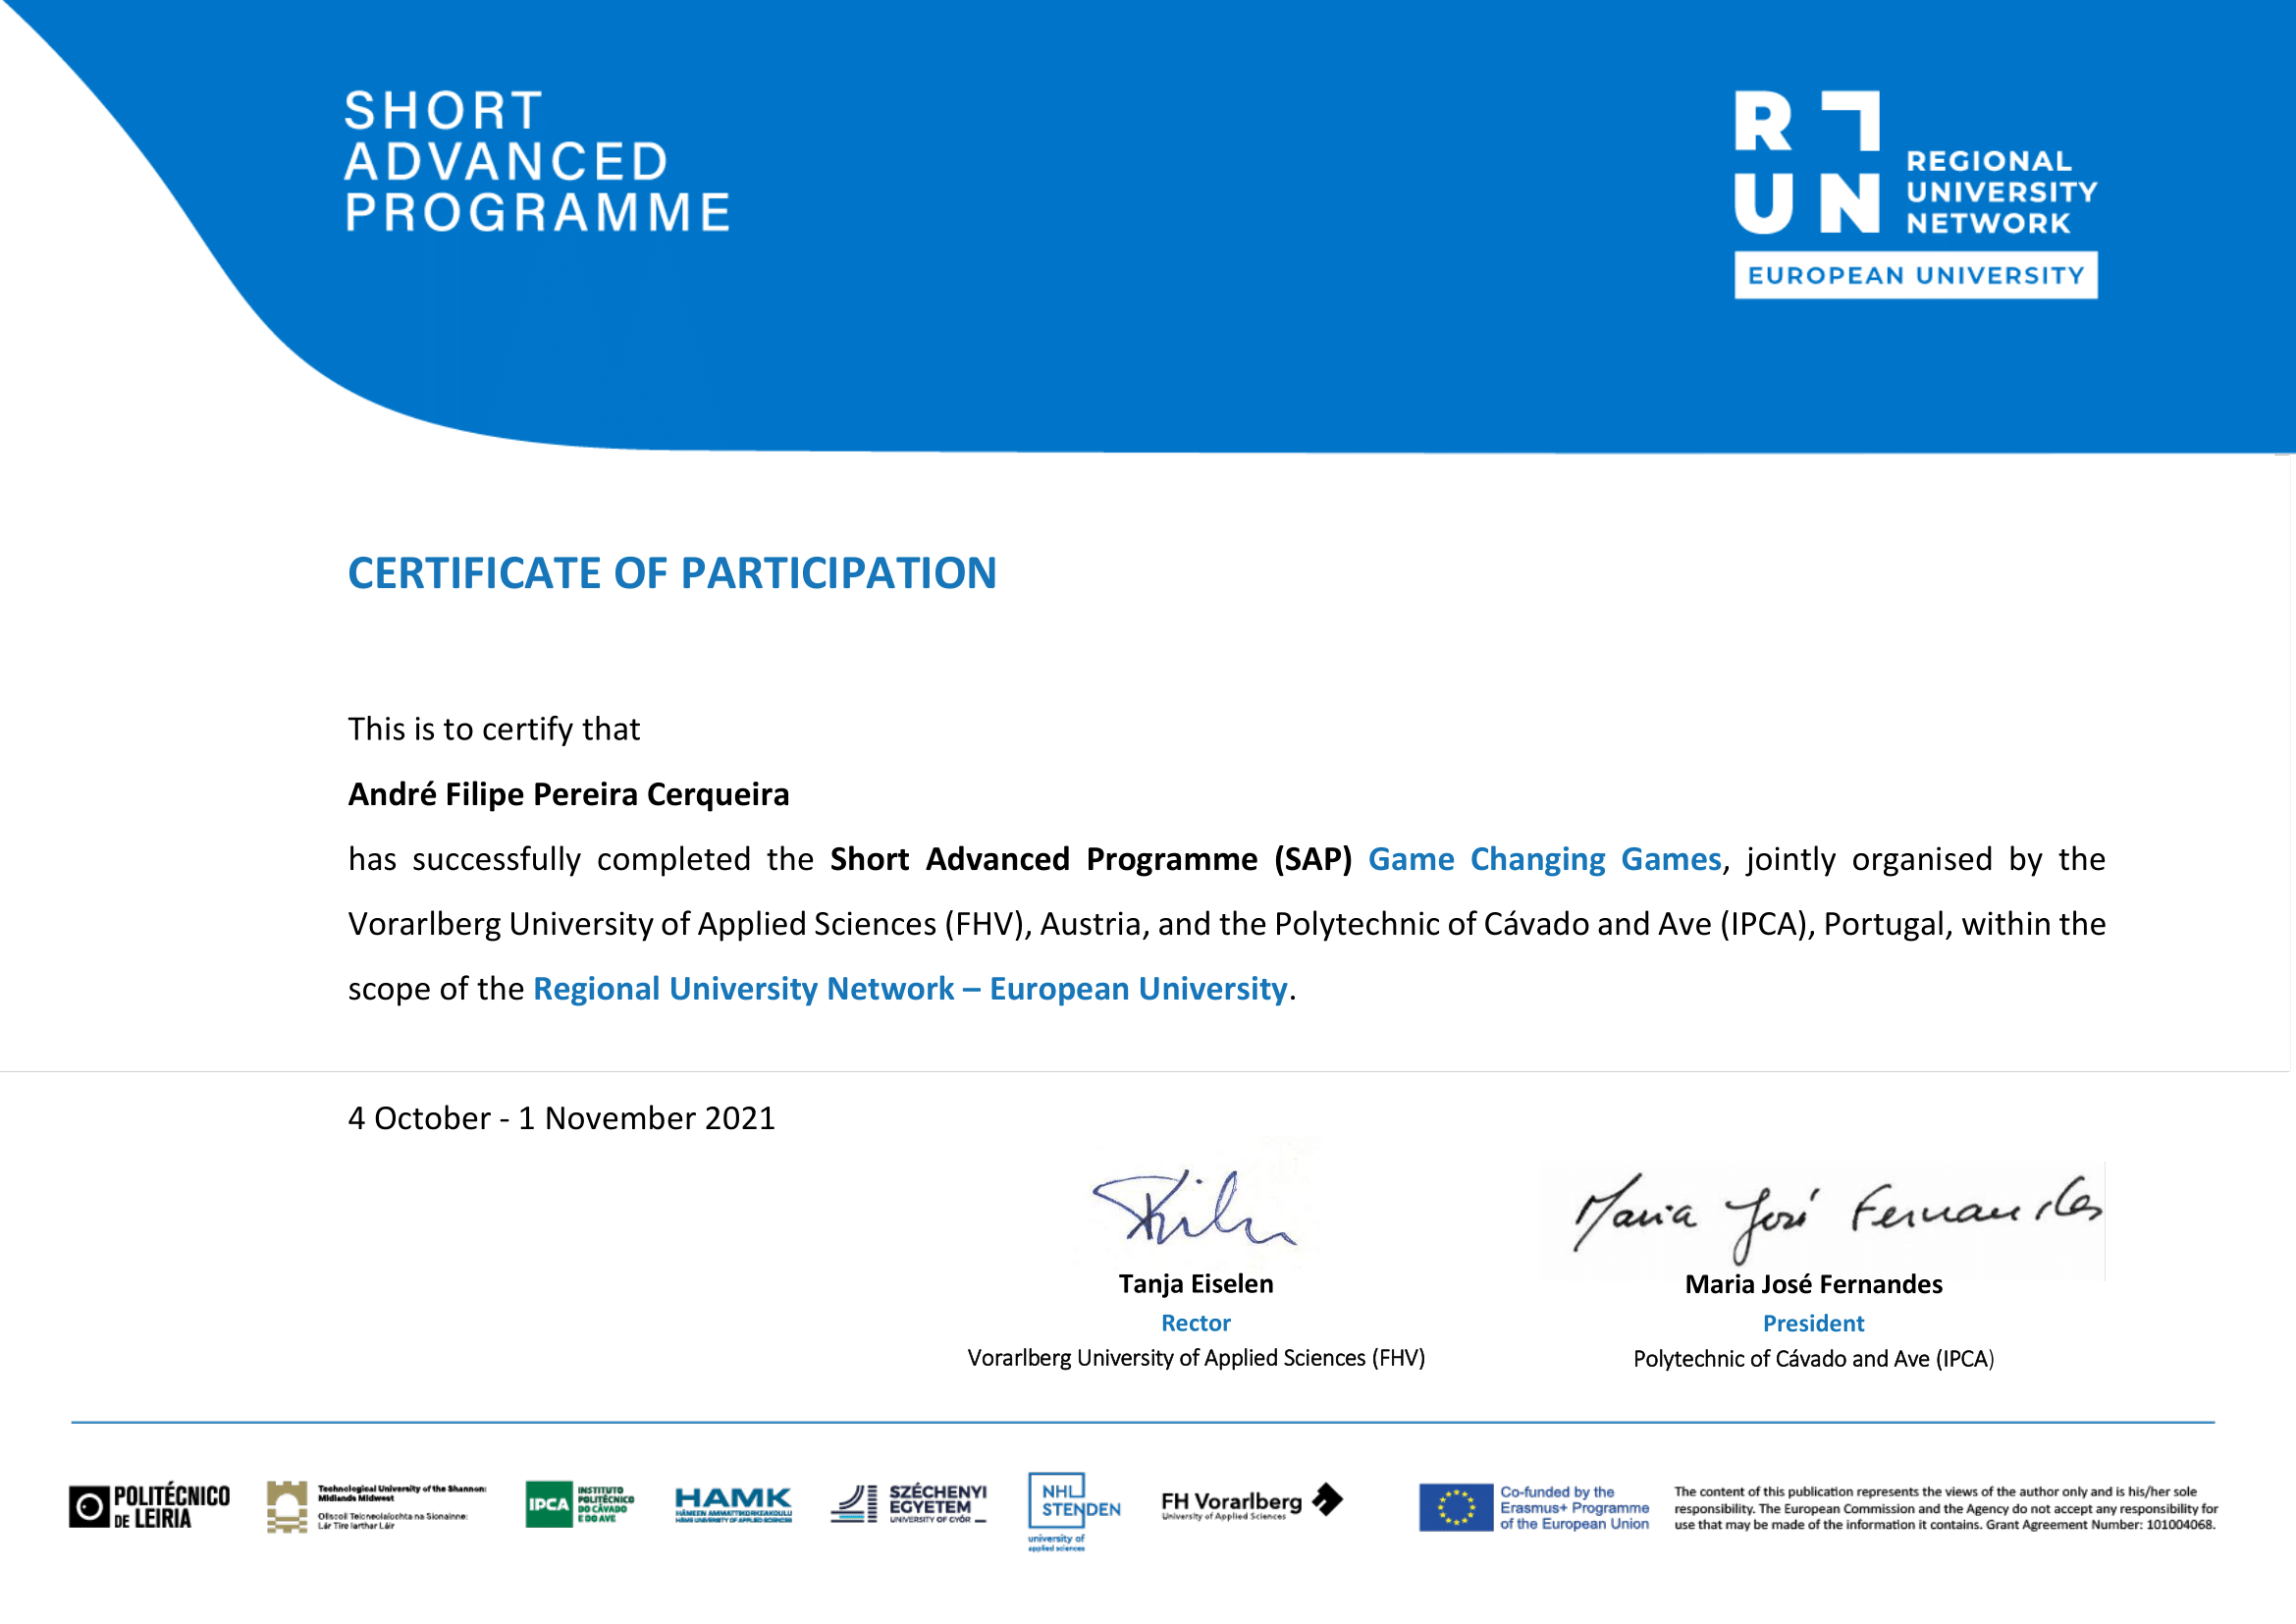 SHORT
ADVANCED
PROGRAMME
RUN
REGIONAL
UNIVERSITY
NETWORK
EUROPEAN UNIVERSITY
CERTIFICATE OF PARTICIPATION
This is to certify that
André Filipe Pereira Cerqueira
has successfully completed the Short Advanced Programme (SAP) Game Changing Games, jointly organised by the
Vorarlberg University of Applied Sciences (FHV), Austria, and the Polytechnic of Cávado and Ave (IPCA), Portugal, within the
scope of the Regional University Network – European University.
4 October - 1 November 2021
Maria José Fernandes
Tanja Eiselen
Rector
Vorarlberg University of Applied Sciences (FHV)
Maria José Fernandes
President
Polytechnic of Cávado and Ave (IPCA)
POLITÉCNICO
DE LEIRIA
Technological University of the Shannon:
Midlands Midwest
Ollscoil Teicneolaíochta na Sionainne:
Lár Tíre Iarthar Láir
IPCA
INSTITUTO
POLITÉCNICO
DO CÁVADO
E DO AVE
HAMK
HÄMEEN AMMATTIKORKEAKOULU
HÄME UNIVERSITY OF APPLIED SCIENCES
SZÉCHENYI
EGYETEM
UNIVERSITY OF GYŐR
NHL
STENDEN
university of
applied sciences
FH Vorarlberg
University of Applied Sciences
Co-funded by the
Erasmus+ Programme
of the European Union
The content of this publication represents the views of the author only and is his/her sole
responsibility. The European Commission and the Agency do not accept any responsibility for
use that may be made of the information it contains. Grant Agreement Number: 101004068.